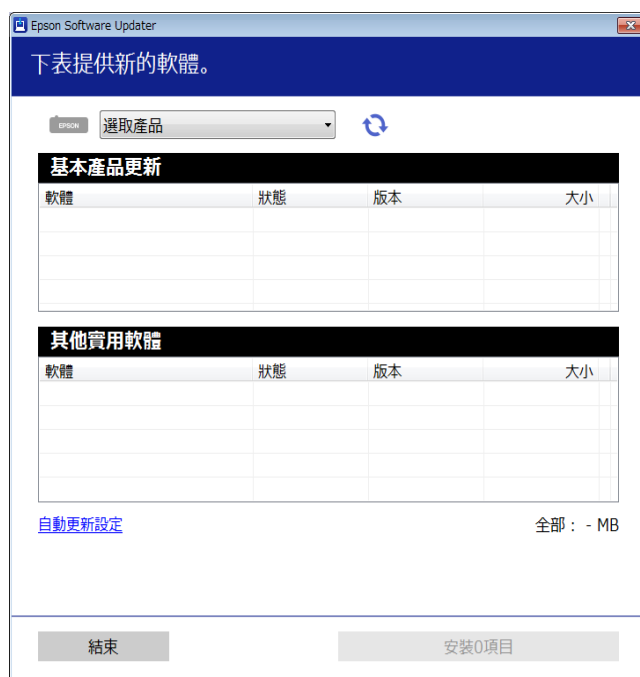 Epson Software Updater
下表提供新的軟體。
EPSON 選取產品
基本產品更新
軟體 狀態 版本 大小
其他實用軟體
軟體 狀態 版本 大小
自動更新設定 全部： - MB
結束 安裝0項目